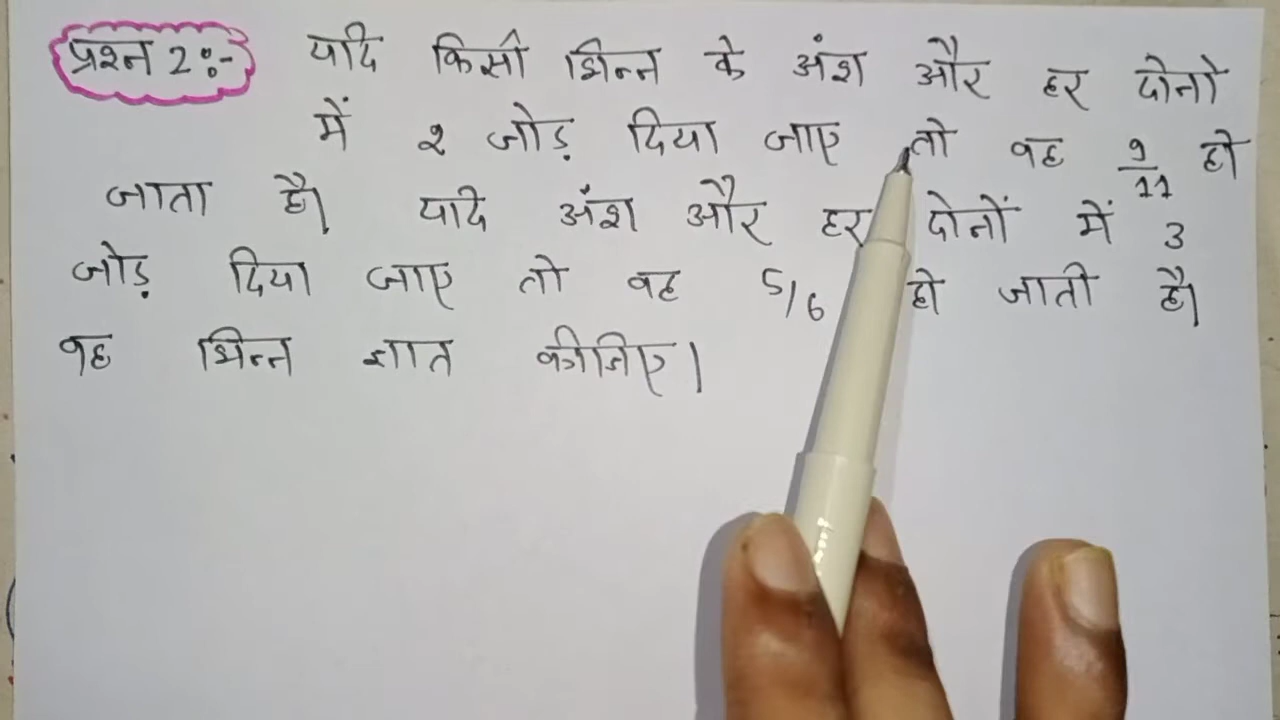 प्रश्न 2:- यदि किसी भिन्न के अंश और हर दोनो
में 2 जोड़ दिया जाए तो वह 9/11 हो
जाता है। यदि अंश और हर दोनों में 3
जोड़ दिया जाए तो वह 5/6 हो जाती है।
वह भिन्न ज्ञात कीजिए।